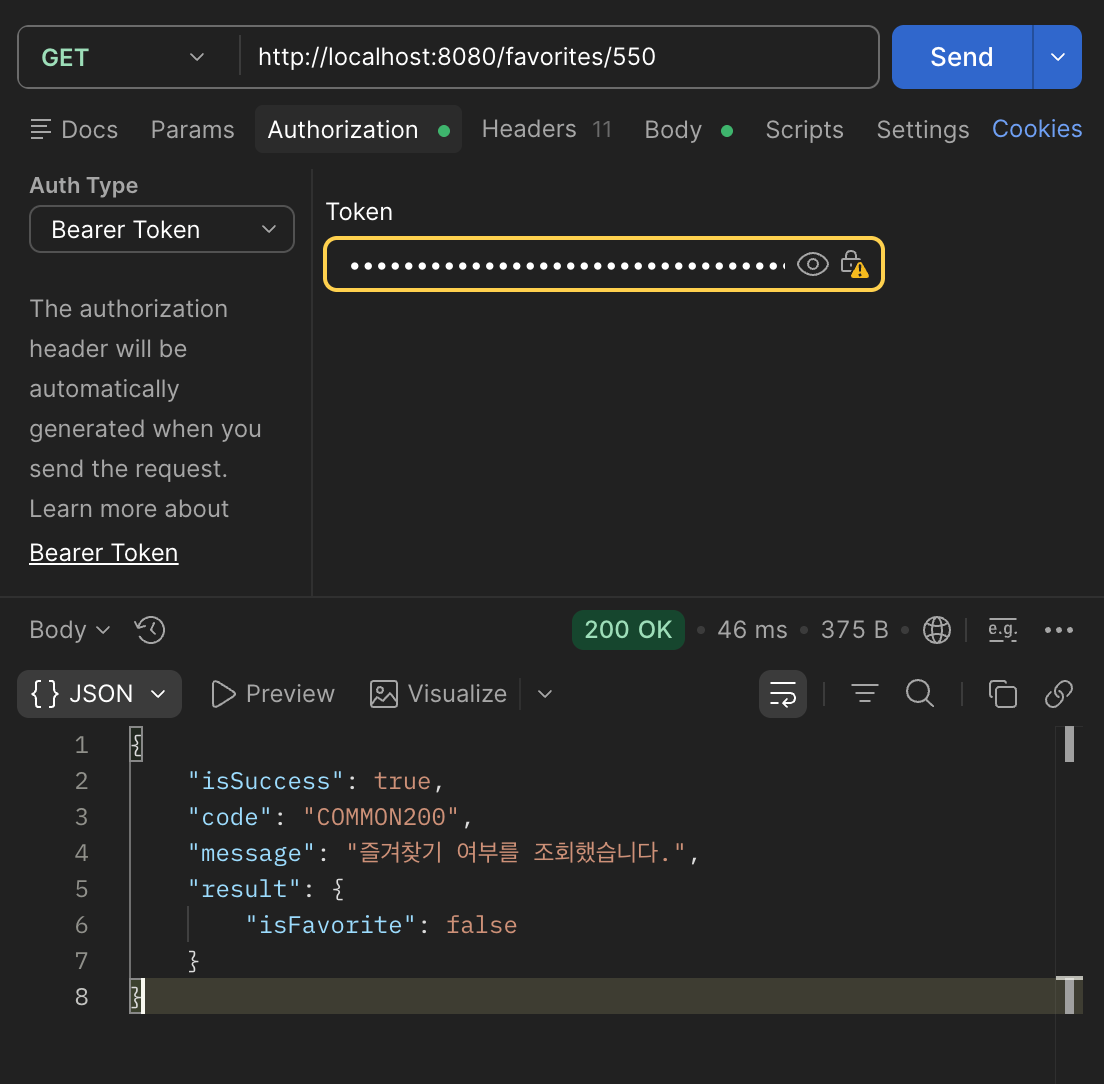 GET
http://localhost:8080/favorites/550
Send
Docs
Params
Authorization
Headers 11
Body
Scripts
Settings
Cookies
Auth Type
Bearer Token
Token
The authorization
header will be
automatically
generated when you
send the request.
Learn more about
Bearer Token
Body
200 OK
46 ms
375 B
e.g.
{} JSON
Preview
Visualize
1 {
2 "isSuccess": true,
3 "code": "COMMON200",
4 "message": "즐겨찾기 여부를 조회했습니다.",
5 "result": {
6 "isFavorite": false
7 }
8 }